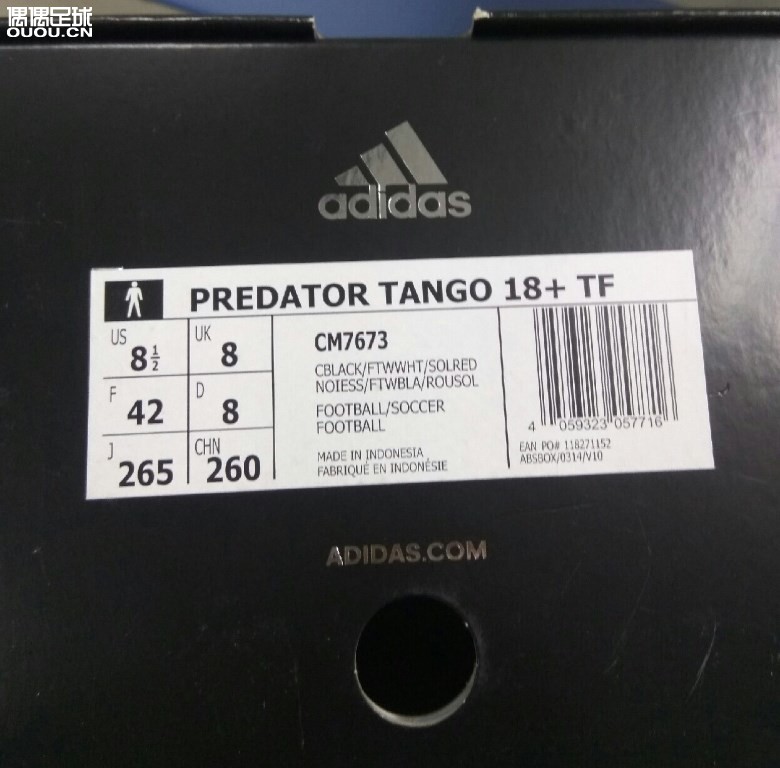 偶偶足球
OUOU.CN
adidas
PREDATOR TANGO 18+ TF
US 8½
UK 8
F 42
D 8
J 265
CHN 260
CM7673
CBLACK/FTWWHT/SOLRED
NOIESS/FTWBLA/ROUSOL
FOOTBALL/SOCCER
FOOTBALL
MADE IN INDONESIA
FABRIQUÉ EN INDONÉSIE
4 059323 057716
EAN PO# 118271152
ABSBOX/0314/V10
ADIDAS.COM